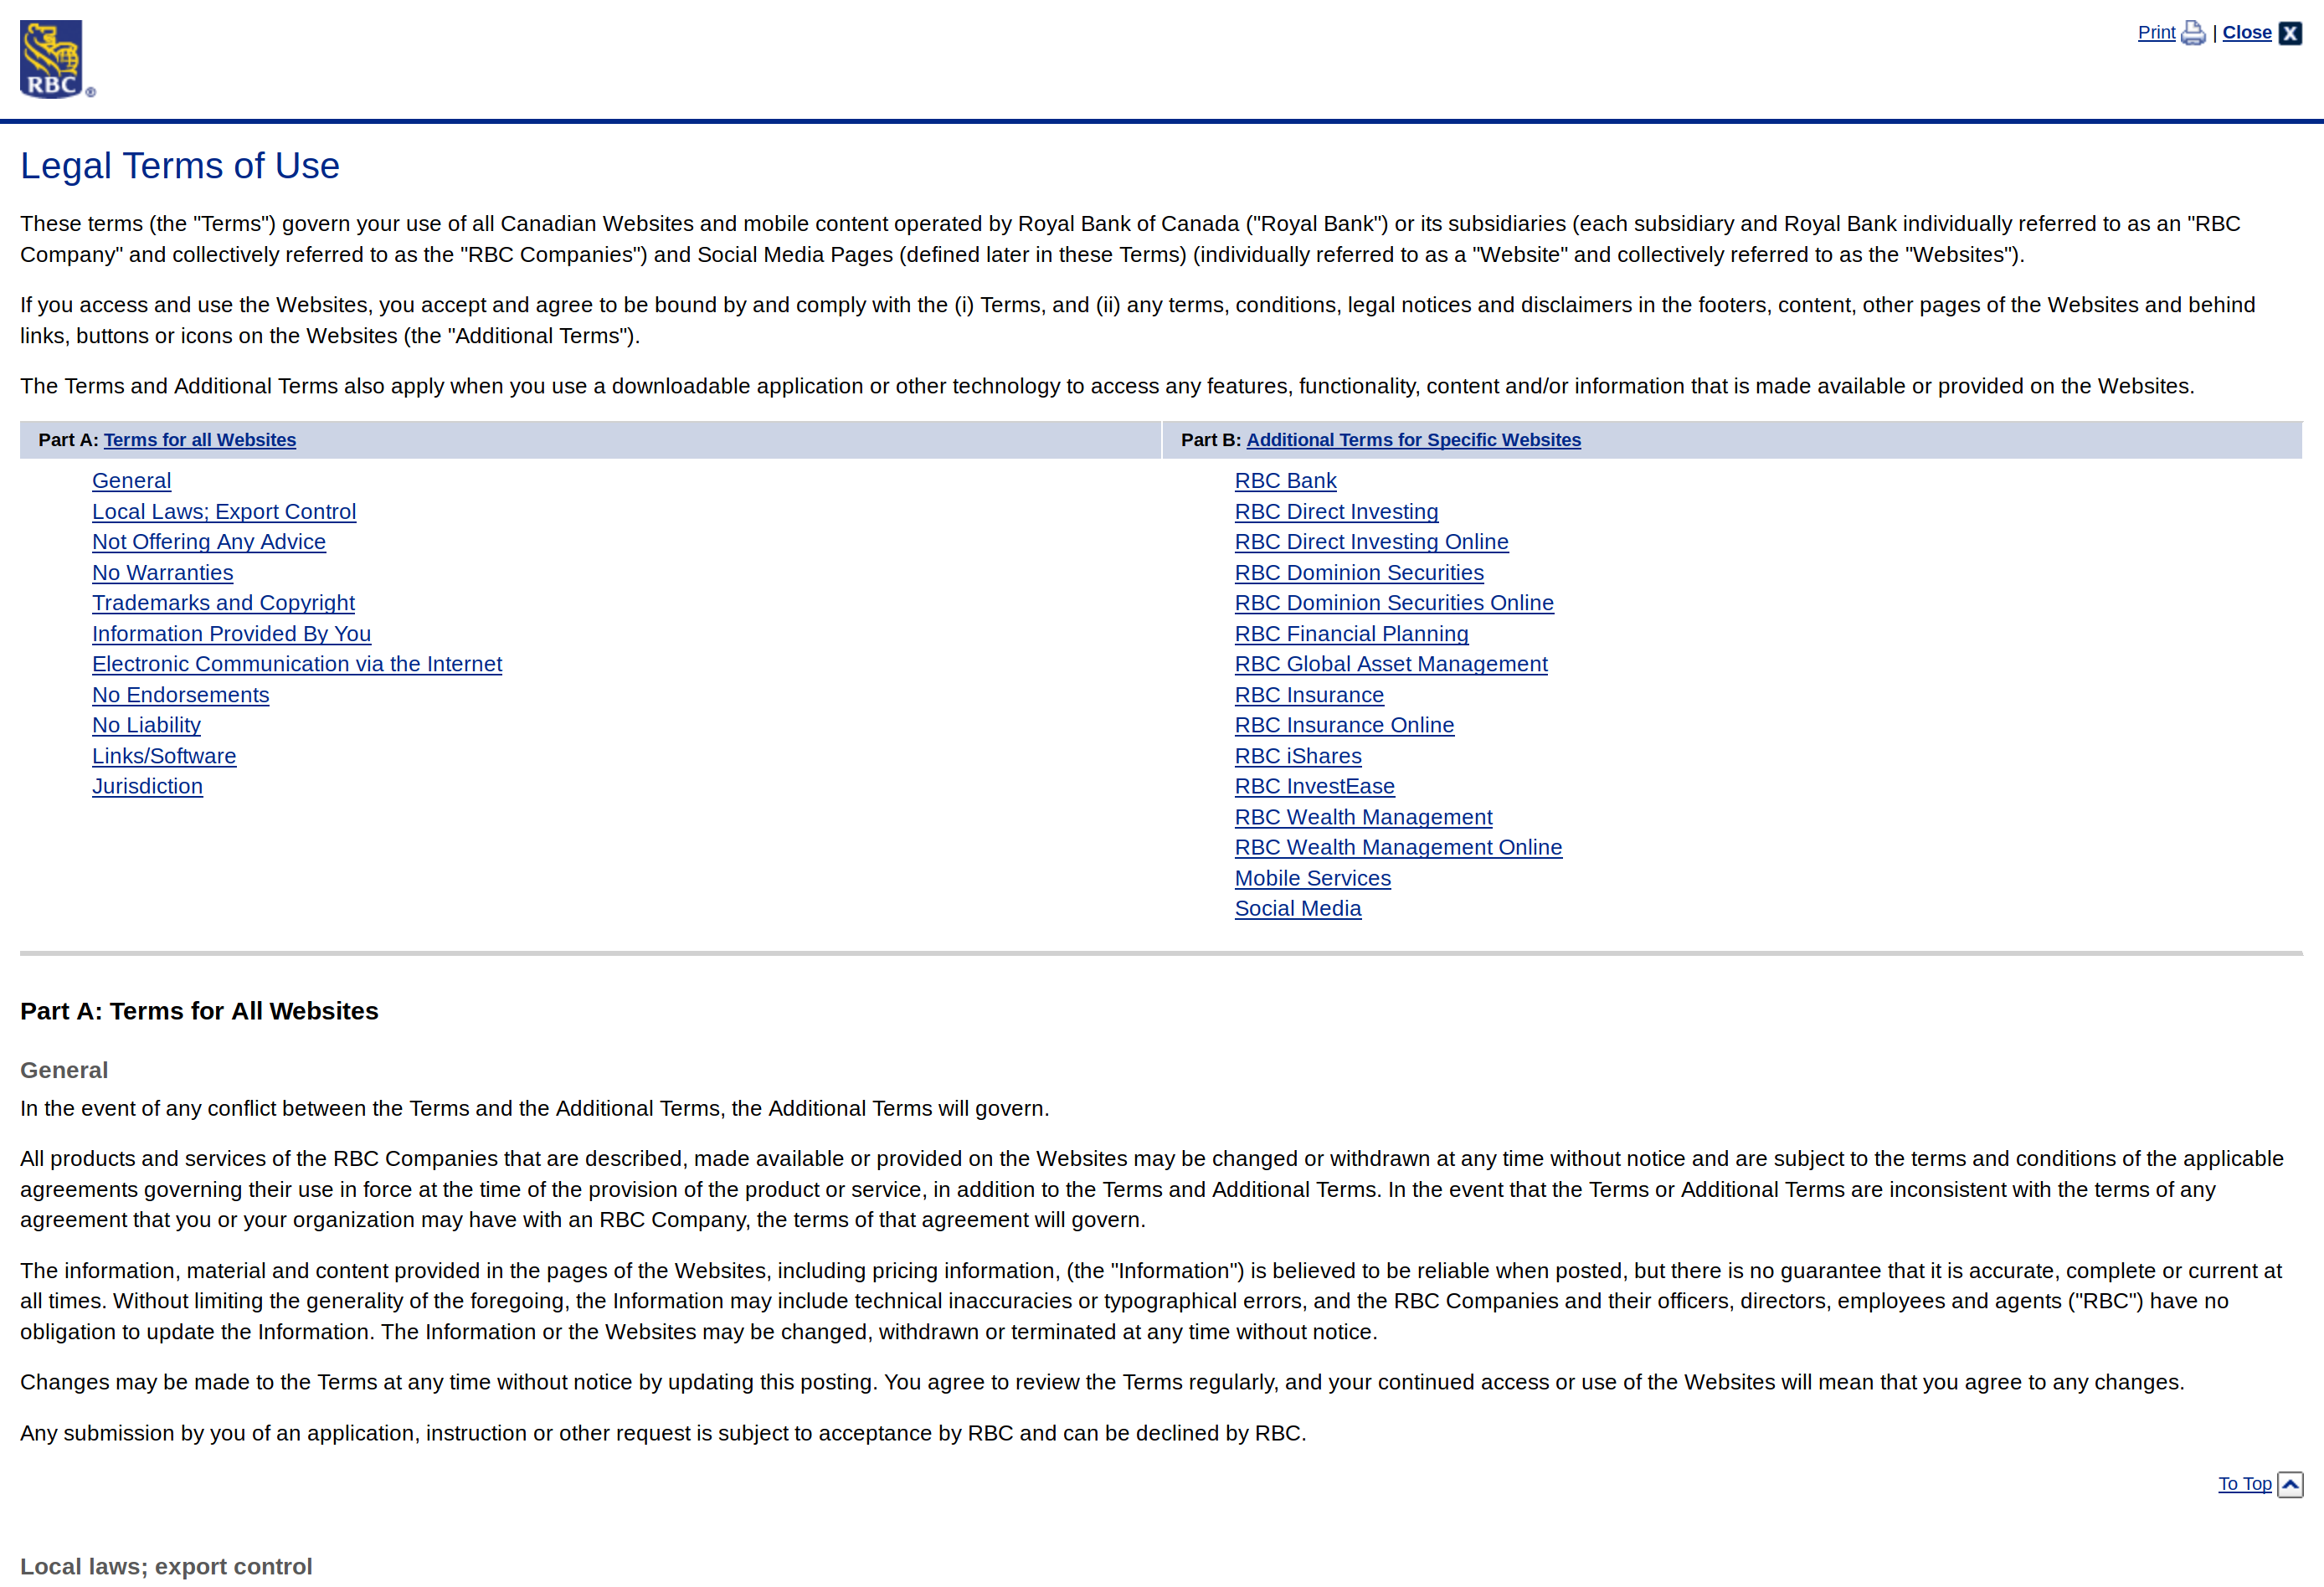 RBC ®
Print | Close X
Legal Terms of Use
These terms (the "Terms") govern your use of all Canadian Websites and mobile content operated by Royal Bank of Canada ("Royal Bank") or its subsidiaries (each subsidiary and Royal Bank individually referred to as an "RBC
Company" and collectively referred to as the "RBC Companies") and Social Media Pages (defined later in these Terms) (individually referred to as a "Website" and collectively referred to as the "Websites").
If you access and use the Websites, you accept and agree to be bound by and comply with the (i) Terms, and (ii) any terms, conditions, legal notices and disclaimers in the footers, content, other pages of the Websites and behind
links, buttons or icons on the Websites (the "Additional Terms").
The Terms and Additional Terms also apply when you use a downloadable application or other technology to access any features, functionality, content and/or information that is made available or provided on the Websites.
Part A: Terms for all Websites
General
Local Laws; Export Control
Not Offering Any Advice
No Warranties
Trademarks and Copyright
Information Provided By You
Electronic Communication via the Internet
No Endorsements
No Liability
Links/Software
Jurisdiction
Part B: Additional Terms for Specific Websites
RBC Bank
RBC Direct Investing
RBC Direct Investing Online
RBC Dominion Securities
RBC Dominion Securities Online
RBC Financial Planning
RBC Global Asset Management
RBC Insurance
RBC Insurance Online
RBC iShares
RBC InvestEase
RBC Wealth Management
RBC Wealth Management Online
Mobile Services
Social Media
Part A: Terms for All Websites
General
In the event of any conflict between the Terms and the Additional Terms, the Additional Terms will govern.
All products and services of the RBC Companies that are described, made available or provided on the Websites may be changed or withdrawn at any time without notice and are subject to the terms and conditions of the applicable
agreements governing their use in force at the time of the provision of the product or service, in addition to the Terms and Additional Terms. In the event that the Terms or Additional Terms are inconsistent with the terms of any
agreement that you or your organization may have with an RBC Company, the terms of that agreement will govern.
The information, material and content provided in the pages of the Websites, including pricing information, (the "Information") is believed to be reliable when posted, but there is no guarantee that it is accurate, complete or current at
all times. Without limiting the generality of the foregoing, the Information may include technical inaccuracies or typographical errors, and the RBC Companies and their officers, directors, employees and agents ("RBC") have no
obligation to update the Information. The Information or the Websites may be changed, withdrawn or terminated at any time without notice.
Changes may be made to the Terms at any time without notice by updating this posting. You agree to review the Terms regularly, and your continued access or use of the Websites will mean that you agree to any changes.
Any submission by you of an application, instruction or other request is subject to acceptance by RBC and can be declined by RBC.
To Top
Local laws; export control